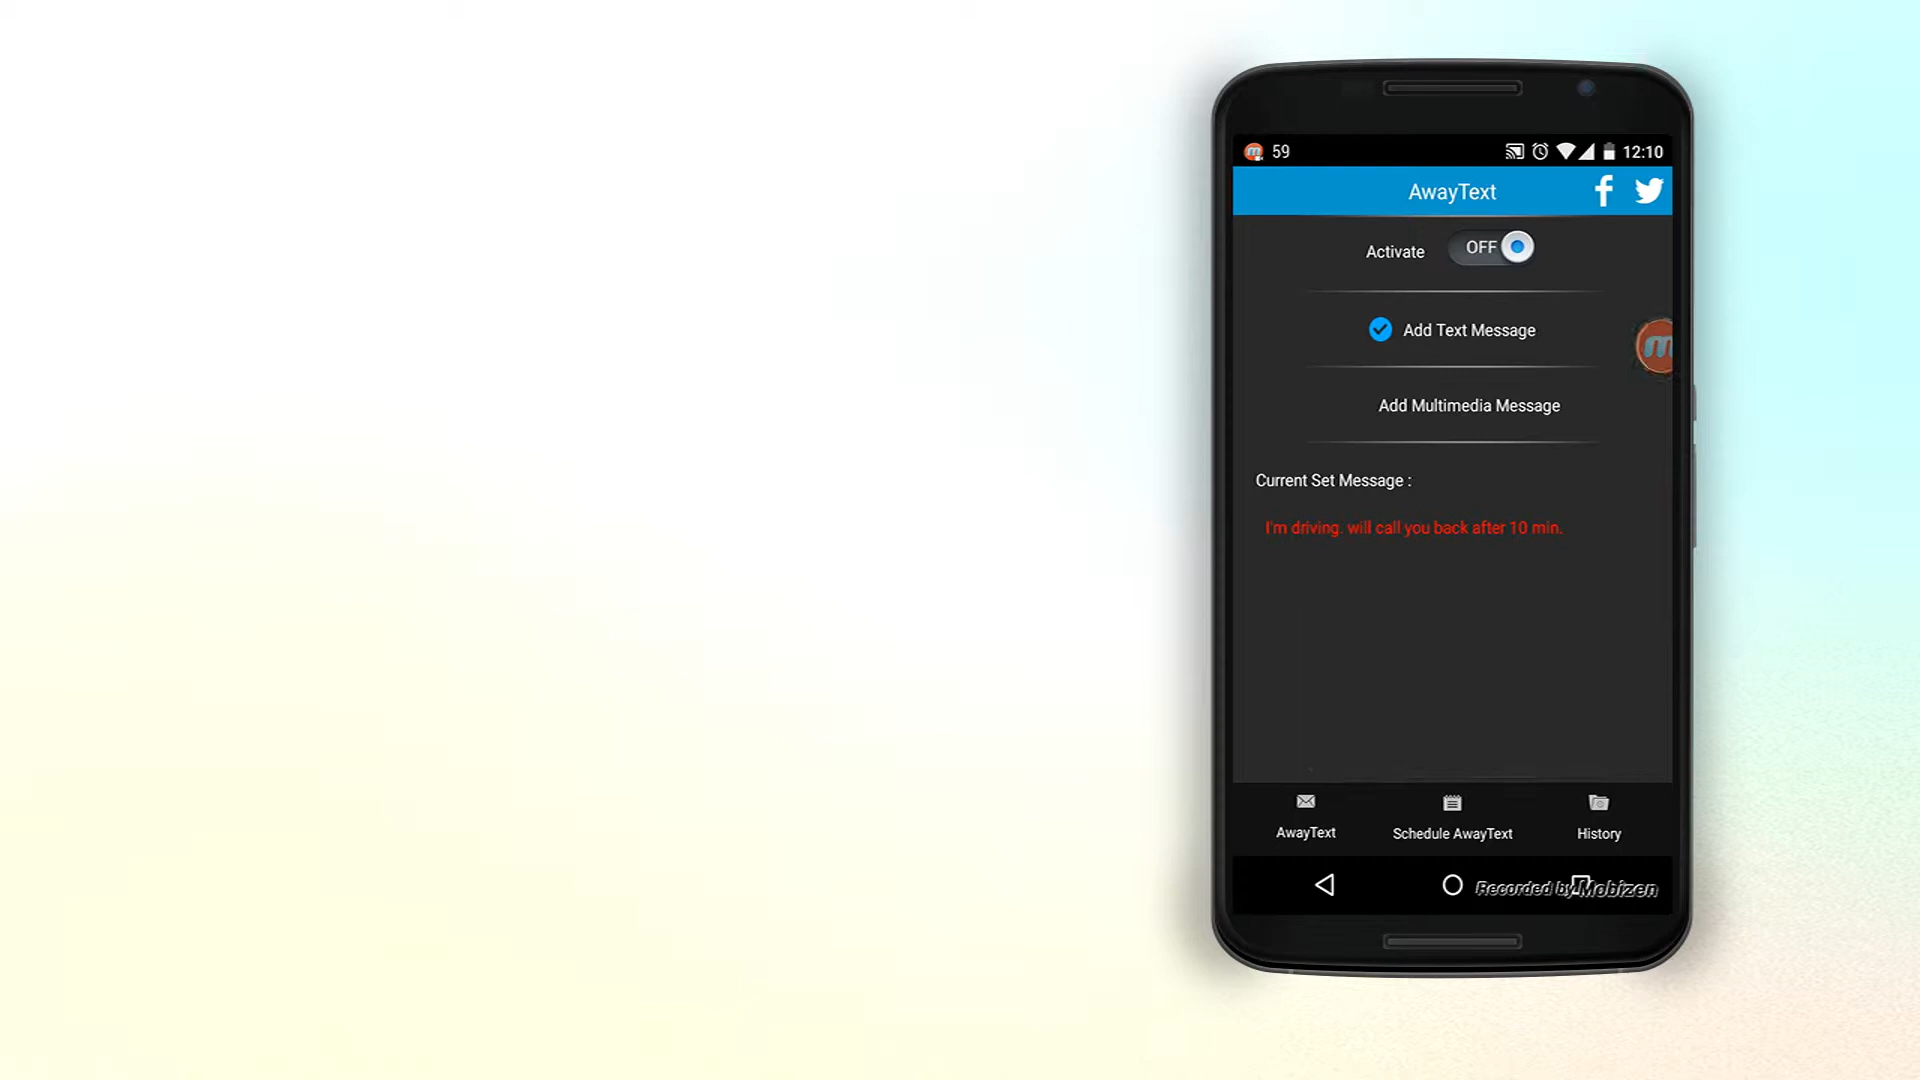 59
12:10
AwayText
Activate OFF
Add Text Message
Add Multimedia Message
Current Set Message :
I'm driving. will call you back after 10 min.
AwayText
Schedule AwayText
History
Recorded by Mobizen